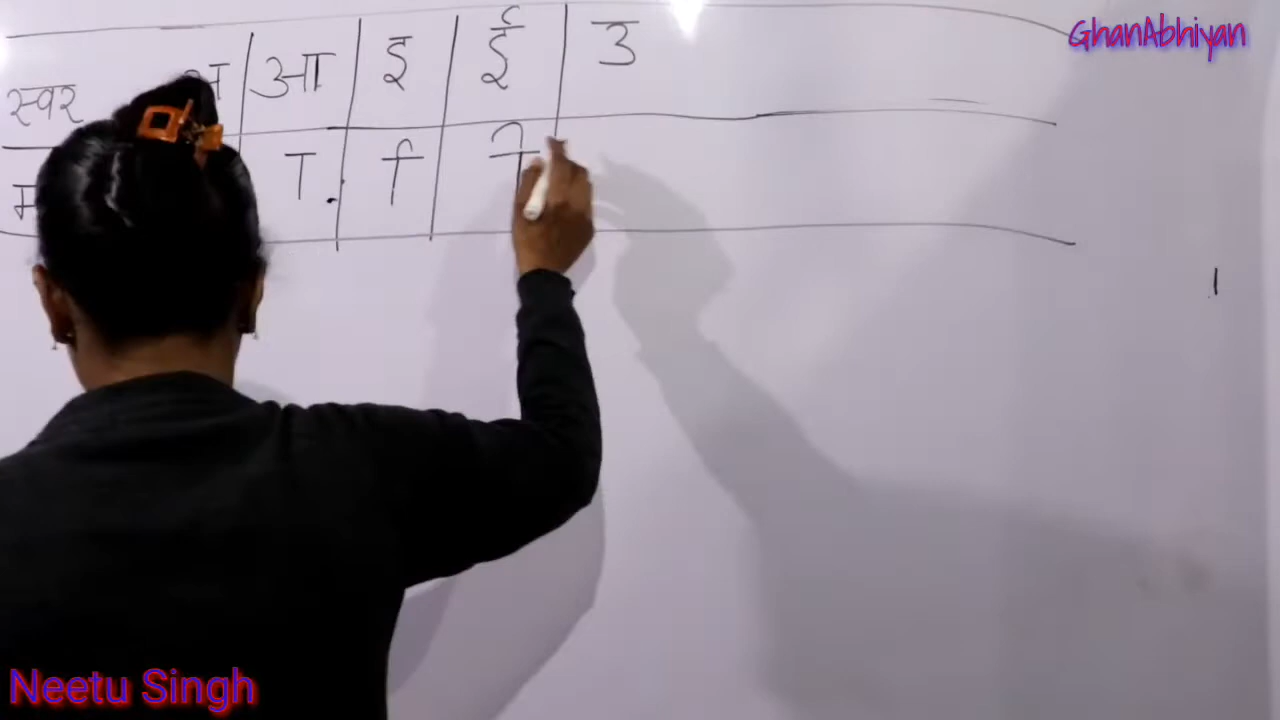 GhanAbhiyan
स्वर अ आ इ ई उ
ा ि ी
Neetu Singh